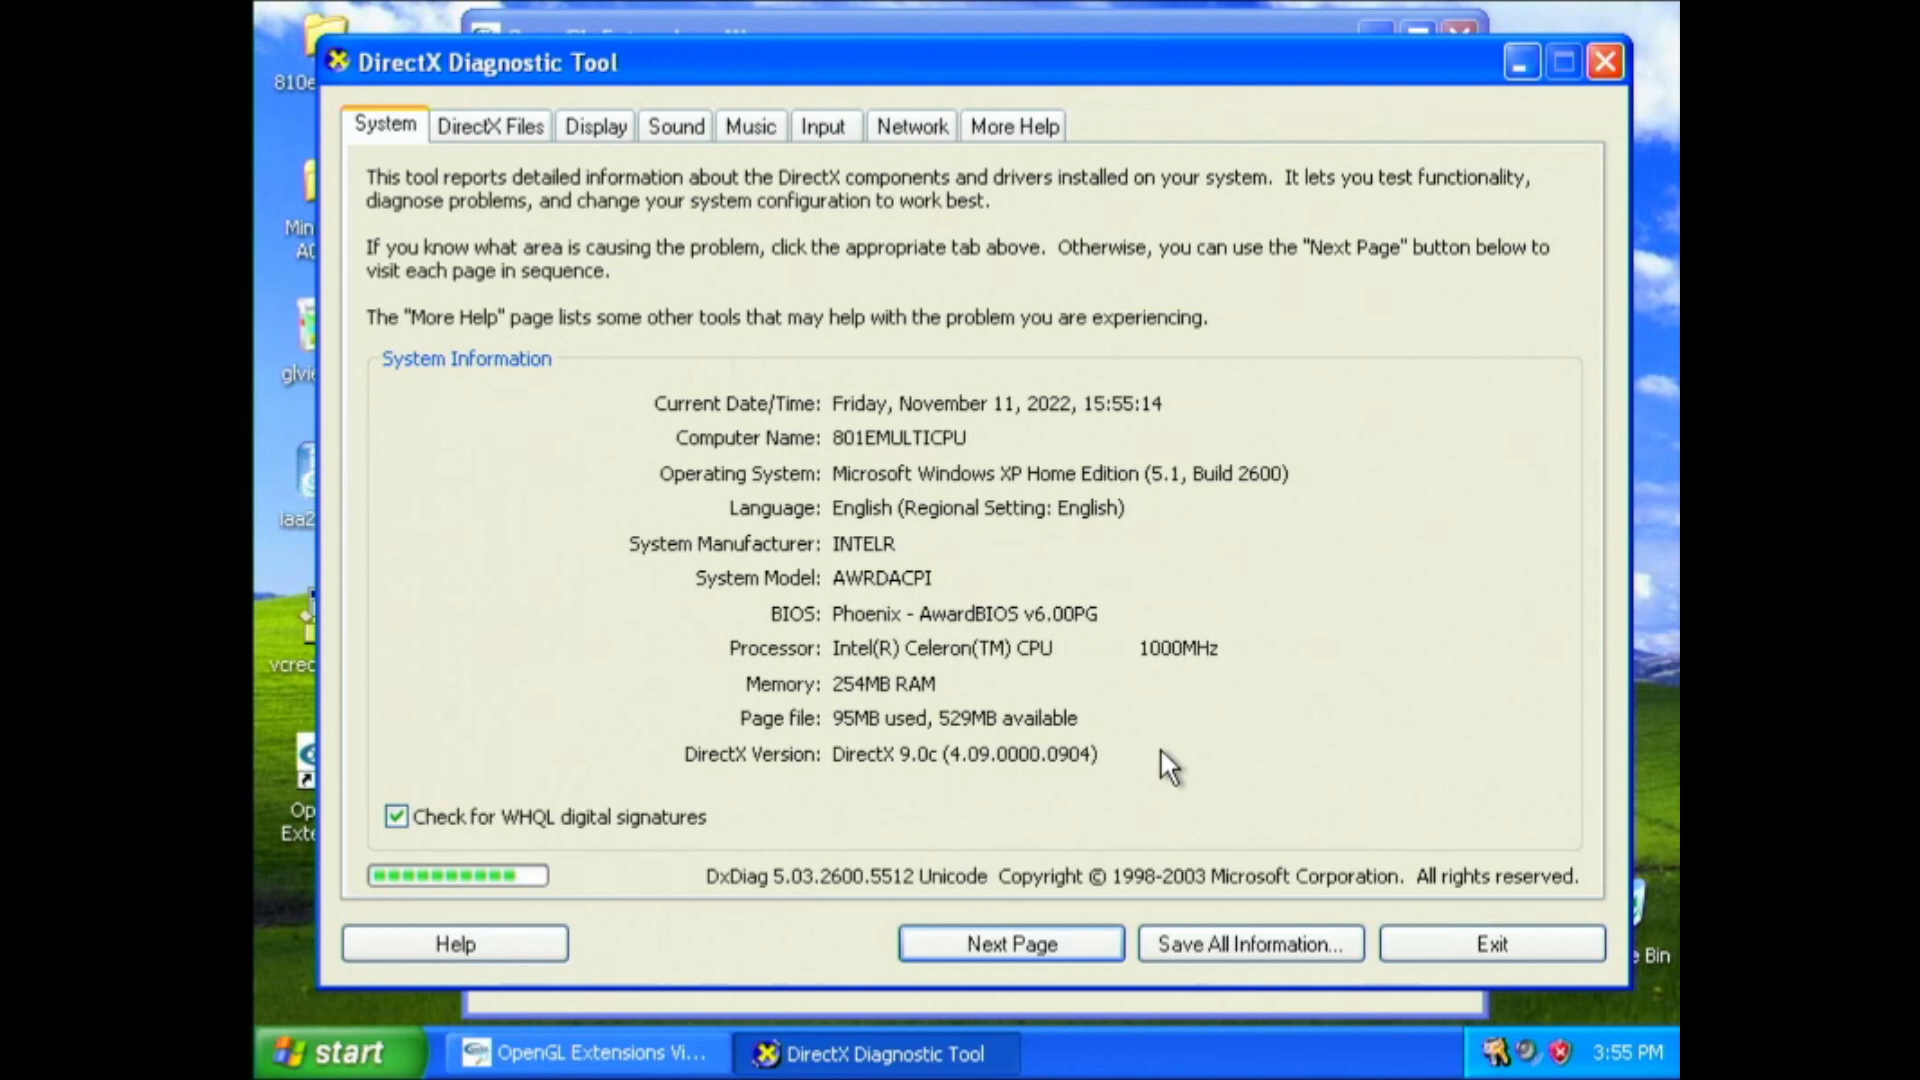 DirectX Diagnostic Tool
System
DirectX Files
Display
Sound
Music
Input
Network
More Help
This tool reports detailed information about the DirectX components and drivers installed on your system.  It lets you test functionality,
diagnose problems, and change your system configuration to work best.
If you know what area is causing the problem, click the appropriate tab above.  Otherwise, you can use the "Next Page" button below to
visit each page in sequence.
The "More Help" page lists some other tools that may help with the problem you are experiencing.
System Information
Current Date/Time: Friday, November 11, 2022, 15:55:14
Computer Name: 801EMULTICPU
Operating System: Microsoft Windows XP Home Edition (5.1, Build 2600)
Language: English (Regional Setting: English)
System Manufacturer: INTELR
System Model: AWRDACPI
BIOS: Phoenix - AwardBIOS v6.00PG
Processor: Intel(R) Celeron(TM) CPU 1000MHz
Memory: 254MB RAM
Page file: 95MB used, 529MB available
DirectX Version: DirectX 9.0c (4.09.0000.0904)
Check for WHQL digital signatures
DxDiag 5.03.2600.5512 Unicode  Copyright © 1998-2003 Microsoft Corporation.  All rights reserved.
Help
Next Page
Save All Information...
Exit
810e
Min
glvie
laa2
vcrec
Op
Exte
Bin
start
OpenGL Extensions Vi...
DirectX Diagnostic Tool
3:55 PM